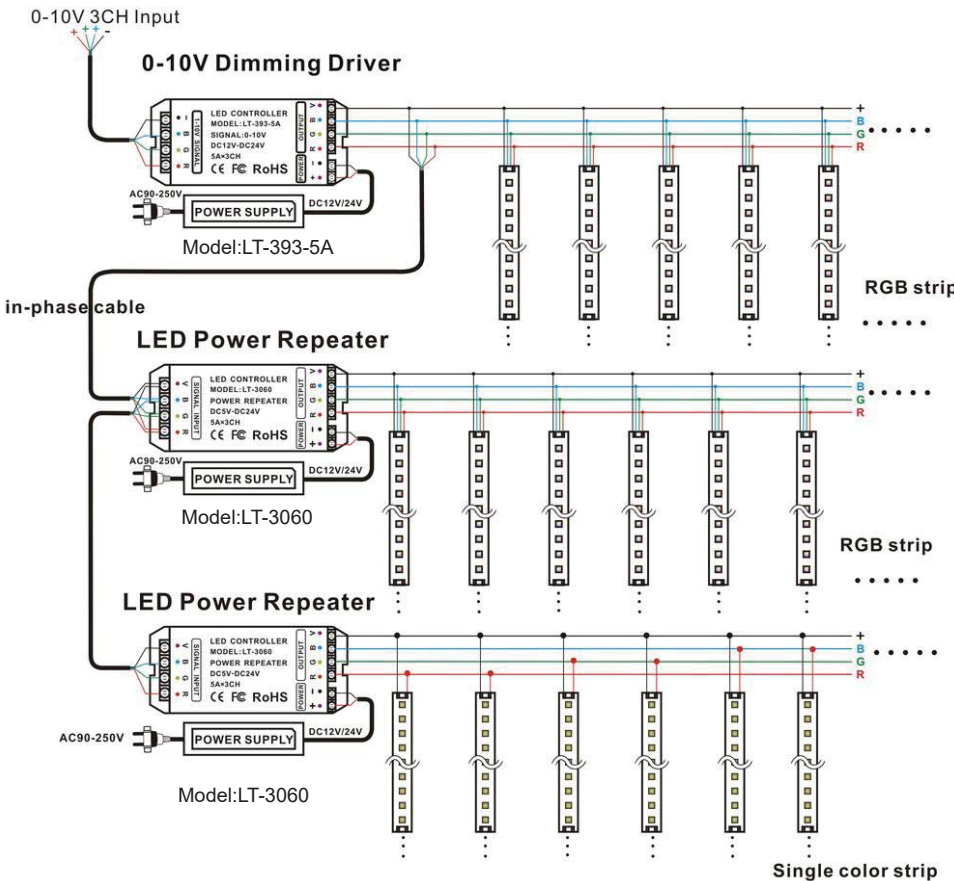 0-10V 3CH Input
+ + + -
0-10V Dimming Driver
LED CONTROLLER
MODEL:LT-393-5A
SIGNAL:0-10V
DC12V-DC24V
5A×3CH
CE FC RoHS
1-10V SIGNAL
– B G R
OUTPUT
V B G R
POWER
– +
+
B
G
R
AC90-250V
POWER SUPPLY
DC12V/24V
Model:LT-393-5A
in-phase cable
RGB strip
LED Power Repeater
LED CONTROLLER
MODEL:LT-3060
POWER REPEATER
DC5V-DC24V
5A×3CH
CE FC RoHS
SIGNAL INPUT
V B G R
OUTPUT
V B G R
POWER
– +
+
B
G
R
AC90-250V
POWER SUPPLY
DC12V/24V
Model:LT-3060
RGB strip
LED Power Repeater
LED CONTROLLER
MODEL:LT-3060
POWER REPEATER
DC5V-DC24V
5A×3CH
CE FC RoHS
SIGNAL INPUT
V B G R
OUTPUT
V B G R
POWER
– +
+
B
G
R
AC90-250V
POWER SUPPLY
DC12V/24V
Model:LT-3060
Single color strip